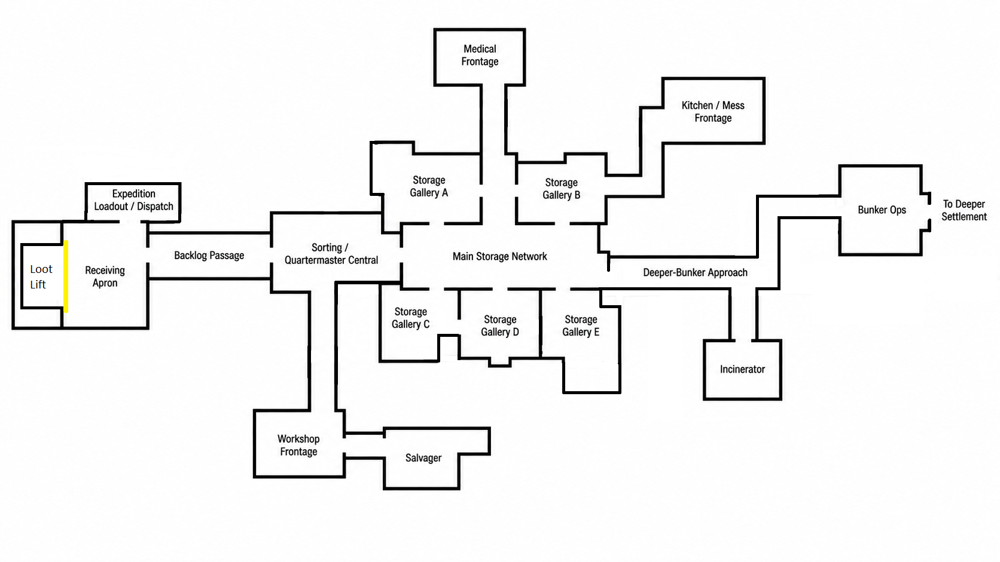 Medical
Frontage
Kitchen / Mess
Frontage
Storage
Gallery A
Storage
Gallery B
Expedition
Loadout / Dispatch
Bunker Ops
To Deeper
Settlement
Loot
Lift
Receiving
Apron
Backlog Passage
Sorting /
Quartermaster Central
Main Storage Network
Deeper-Bunker Approach
Storage
Gallery C
Storage
Gallery D
Storage
Gallery E
Incinerator
Workshop
Frontage
Salvager